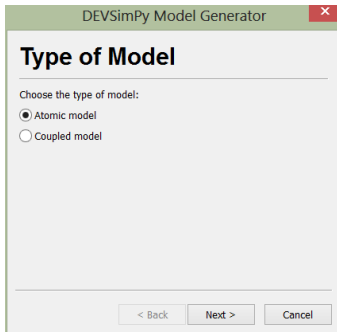 DEVSimPy Model Generator
Type of Model
Choose the type of model:
Atomic model
Coupled model
< Back Next > Cancel